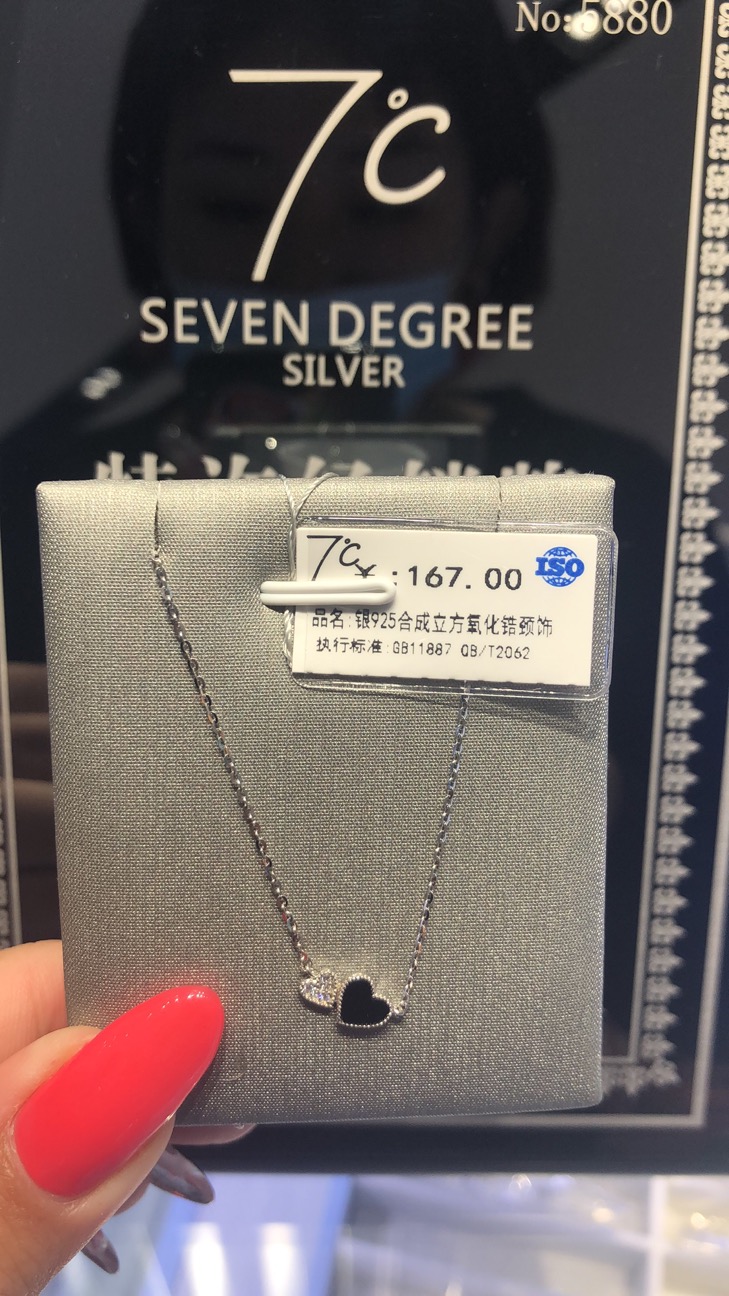 No:5880
7℃
SEVEN DEGREE
SILVER
7℃ ¥:167.00 ISO
品名:银925合成立方氧化锆颈饰
执行标准:GB11887 QB/T2062